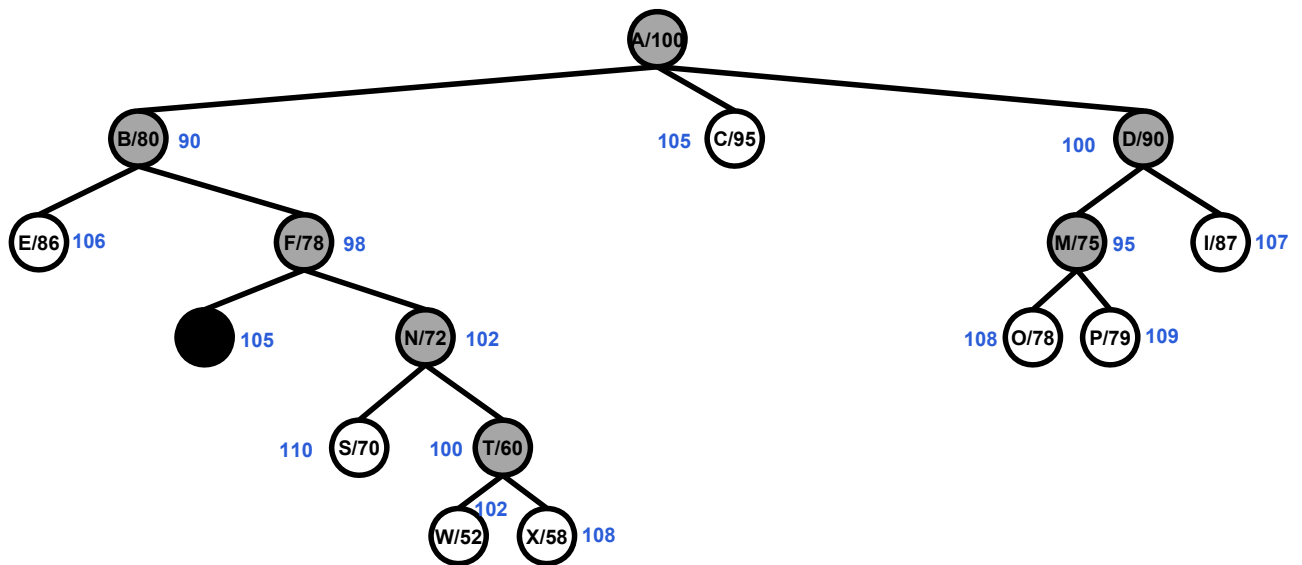 A/100
B/80 90
105 C/95
100 D/90
E/86 106
F/78 98
M/75 95
I/87 107
105
N/72 102
108 O/78
P/79 109
110 S/70
100 T/60
102
W/52
X/58 108